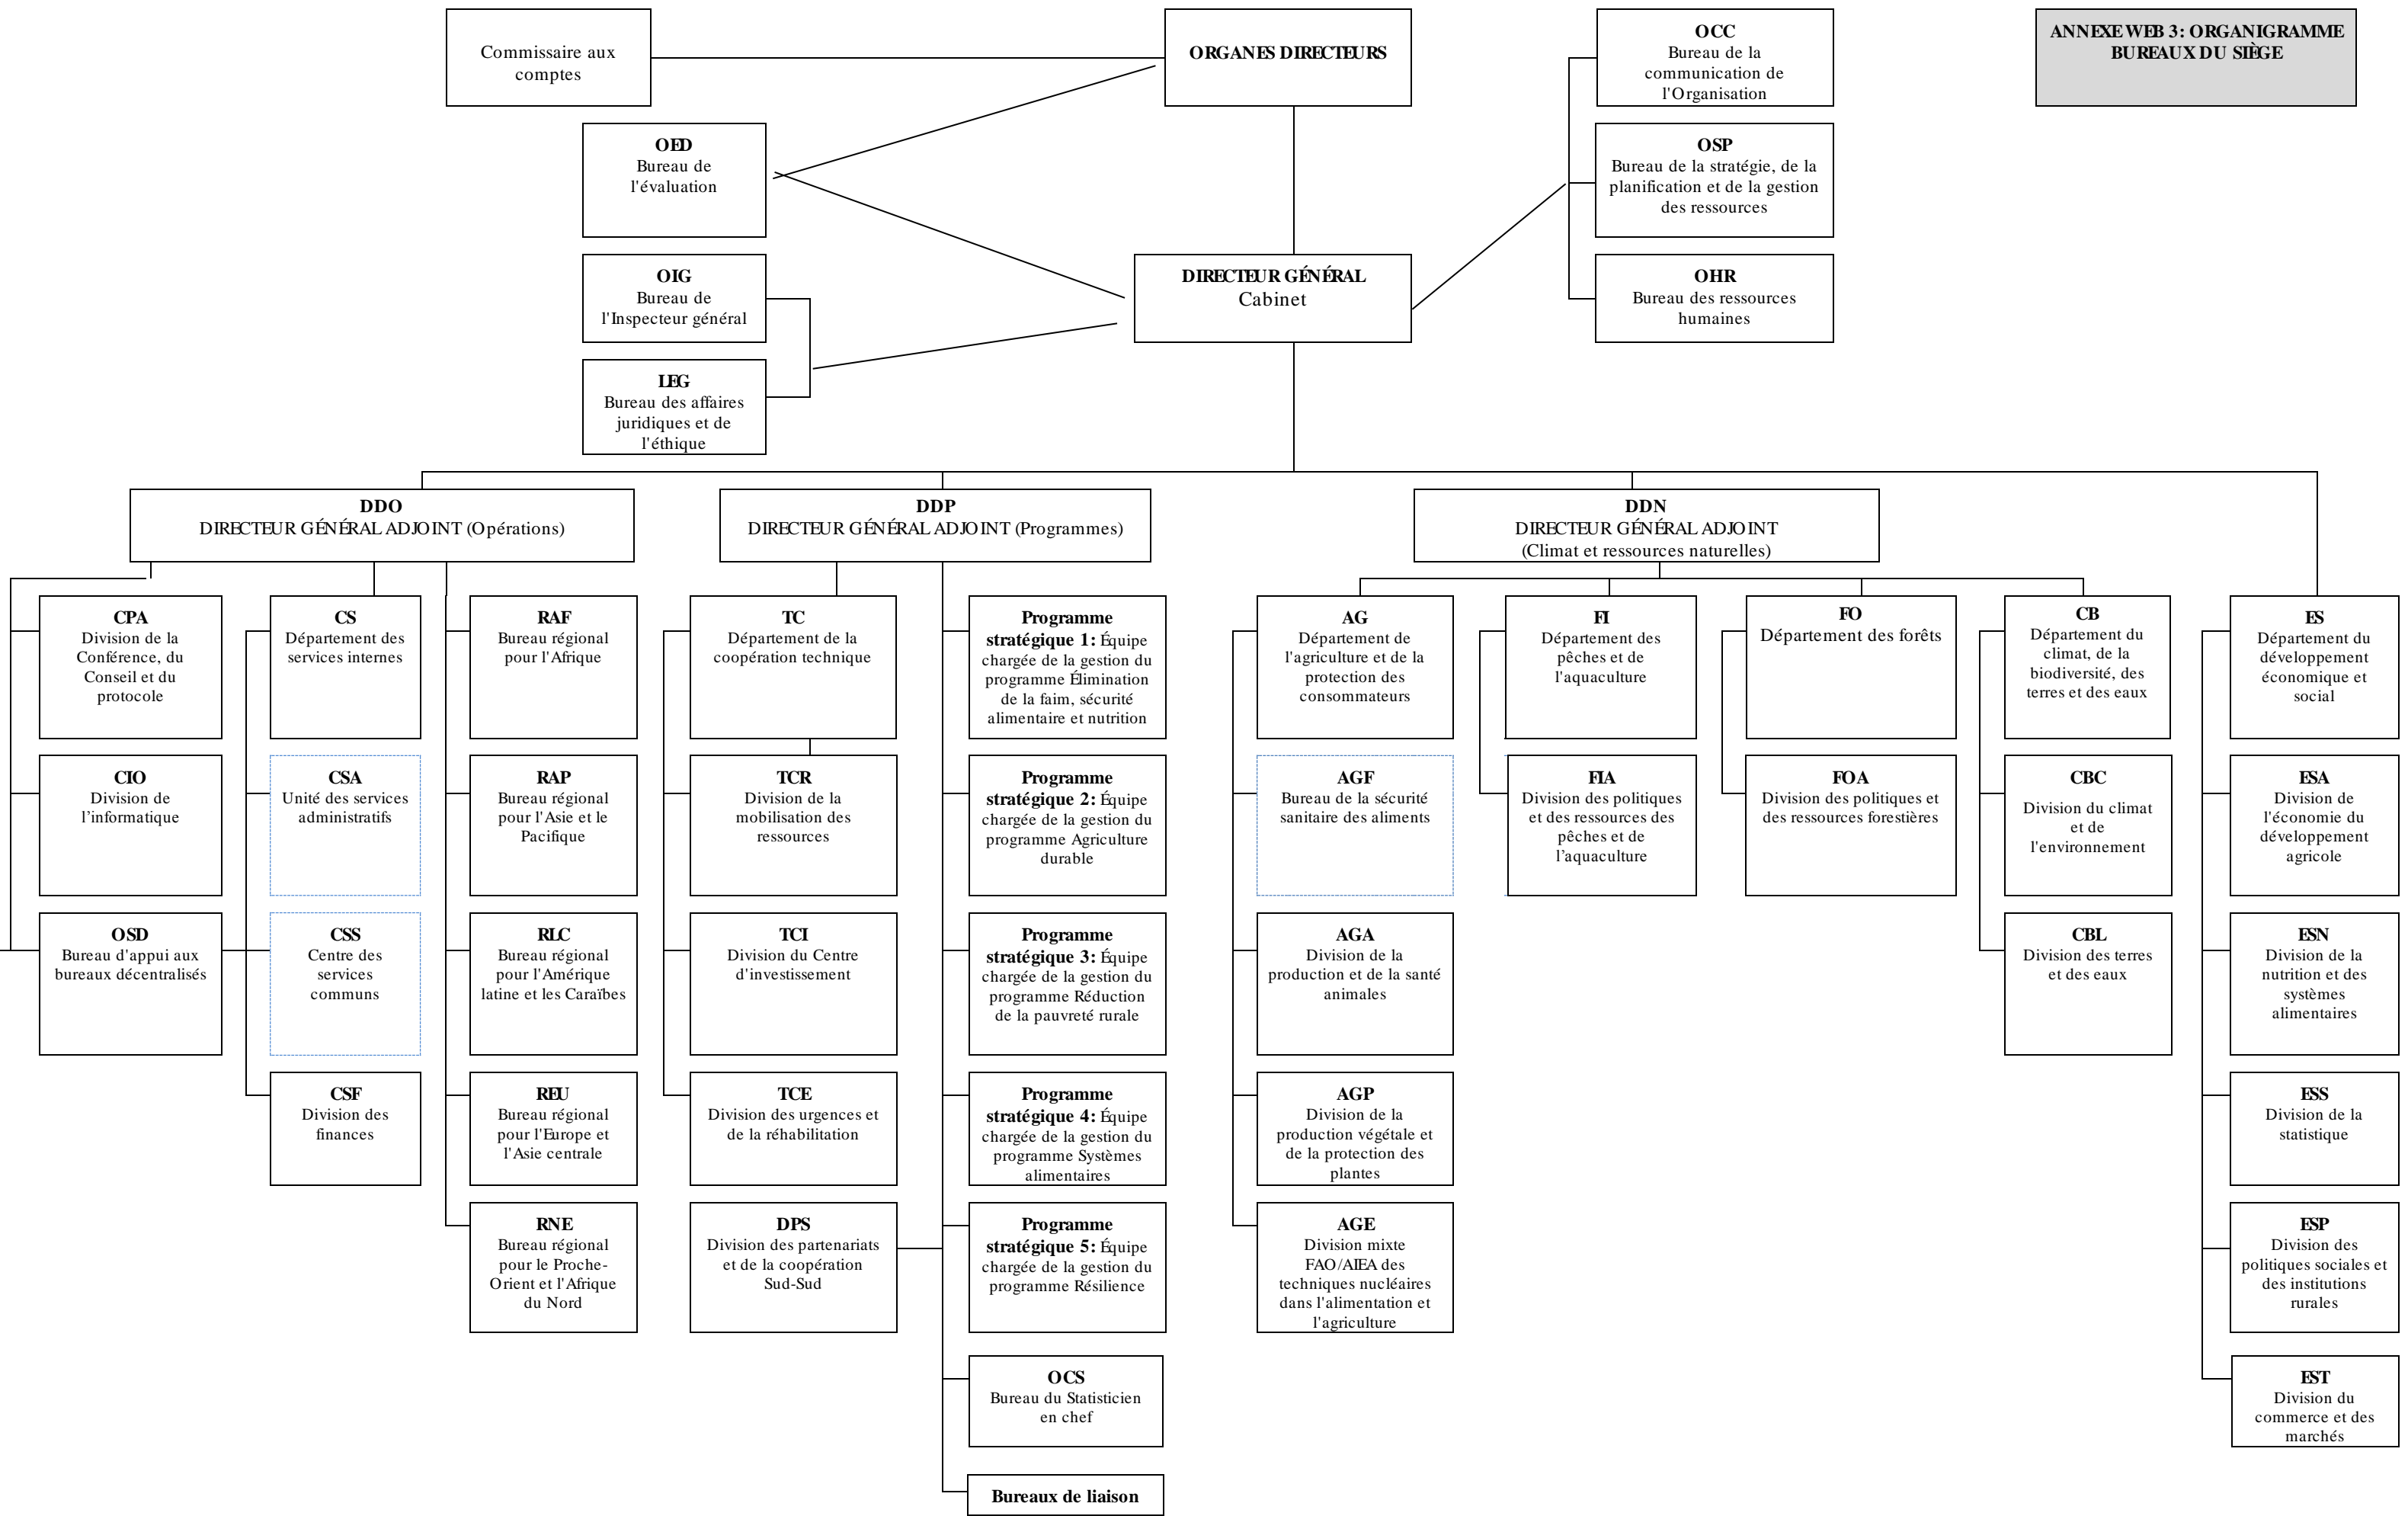 Commissaire aux
comptes
ORGANES DIRECTEURS
OCC
Bureau de la
communication de
l'Organisation
ANNEXE WEB 3: ORGANIGRAMME
BUREAUX DU SIÈGE
OED
Bureau de
l'évaluation
OSP
Bureau de la stratégie, de la
planification et de la gestion
des ressources
OIG
Bureau de
l'Inspecteur général
DIRECTEUR GÉNÉRAL
Cabinet
OHR
Bureau des ressources
humaines
LEG
Bureau des affaires
juridiques et de
l'éthique
DDO
DIRECTEUR GÉNÉRAL ADJOINT (Opérations)
DDP
DIRECTEUR GÉNÉRAL ADJOINT (Programmes)
DDN
DIRECTEUR GÉNÉRAL ADJOINT
(Climat et ressources naturelles)
CPA
Division de la
Conférence, du
Conseil et du
protocole
CS
Département des
services internes
RAF
Bureau régional
pour l'Afrique
TC
Département de la
coopération technique
Programme
stratégique 1: Équipe
chargée de la gestion du
programme Élimination
de la faim, sécurité
alimentaire et nutrition
AG
Département de
l'agriculture et de la
protection des
consommateurs
FI
Département des
pêches et de
l'aquaculture
FO
Département des forêts
CB
Département du
climat, de la
biodiversité, des
terres et des eaux
ES
Département du
développement
économique et
social
CIO
Division de
l’informatique
CSA
Unité des services
administratifs
RAP
Bureau régional
pour l'Asie et le
Pacifique
TCR
Division de la
mobilisation des
ressources
Programme
stratégique 2: Équipe
chargée de la gestion du
programme Agriculture
durable
AGF
Bureau de la sécurité
sanitaire des aliments
FIA
Division des politiques
et des ressources des
pêches et de
l’aquaculture
FOA
Division des politiques et
des ressources forestières
CBC
Division du climat
et de
l'environnement
ESA
Division de
l'économie du
développement
agricole
OSD
Bureau d'appui aux
bureaux décentralisés
CSS
Centre des
services
communs
RLC
Bureau régional
pour l'Amérique
latine et les Caraïbes
TCI
Division du Centre
d'investissement
Programme
stratégique 3: Équipe
chargée de la gestion du
programme Réduction
de la pauvreté rurale
AGA
Division de la
production et de la santé
animales
CBL
Division des terres
et des eaux
ESN
Division de la
nutrition et des
systèmes
alimentaires
CSF
Division des
finances
REU
Bureau régional
pour l'Europe et
l'Asie centrale
TCE
Division des urgences et
de la réhabilitation
Programme
stratégique 4: Équipe
chargée de la gestion du
programme Systèmes
alimentaires
AGP
Division de la
production végétale et
de la protection des
plantes
ESS
Division de la
statistique
RNE
Bureau régional
pour le Proche-
Orient et l'Afrique
du Nord
DPS
Division des partenariats
et de la coopération
Sud-Sud
Programme
stratégique 5: Équipe
chargée de la gestion du
programme Résilience
AGE
Division mixte
FAO/AIEA des
techniques nucléaires
dans l'alimentation et
l'agriculture
ESP
Division des
politiques sociales et
des institutions
rurales
OCS
Bureau du Statisticien
en chef
EST
Division du
commerce et des
marchés
Bureaux de liaison